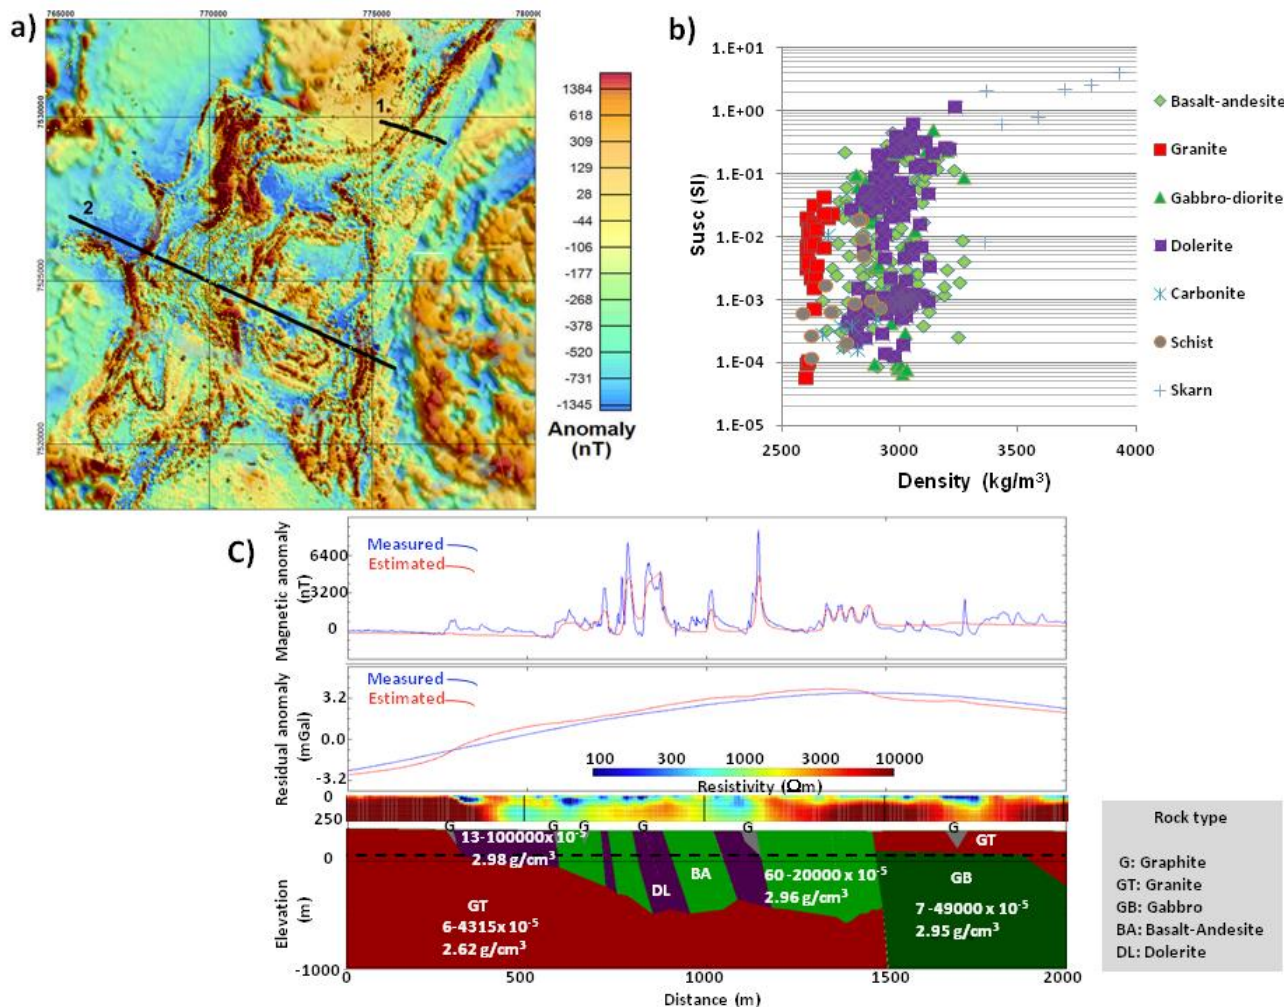 a)
765000
770000
775000
780000
7530000
7525000
7520000
1
2
1384
618
309
129
28
-44
-106
-177
-268
-378
-520
-731
-1345
Anomaly
(nT)
b)
1.E+01
1.E+00
1.E-01
1.E-02
1.E-03
1.E-04
1.E-05
Susc (SI)
2500
3000
3500
4000
Density (kg/m³)
Basalt-andesite
Granite
Gabbro-diorite
Dolerite
Carbonite
Schist
Skarn
C)
Magnetic anomaly
(nT)
6400
3200
0
Measured
Estimated
Residual anomaly
(mGal)
3.2
0.0
-3.2
Measured
Estimated
100 300 1000 3000 10000
Resistivity (Ωm)
0
250
G G G G G G
13-100000x 10⁻⁵
2.98 g/cm³
GT
0
DL
BA
60-20000 x 10⁻⁵
2.96 g/cm³
GB
7-49000 x 10⁻⁵
2.95 g/cm³
GT
6-4315x 10⁻⁵
2.62 g/cm³
Elevation
(m)
-1000
0 500 1000 1500 2000
Distance (m)
Rock type
G: Graphite
GT: Granite
GB: Gabbro
BA: Basalt-Andesite
DL: Dolerite